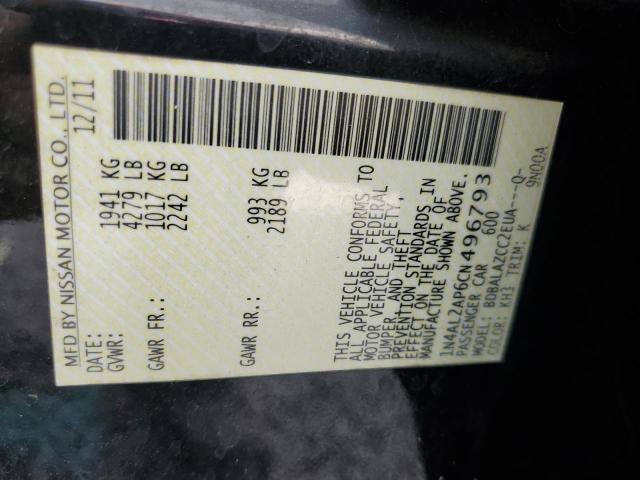 MFD BY NISSAN MOTOR CO., LTD.
DATE: 12/11
GVWR: 1941 KG
4279 LB
GAWR FR.: 1017 KG
2242 LB
GAWR RR.: 993 KG
2189 LB
THIS VEHICLE CONFORMS TO
ALL APPLICABLE FEDERAL
MOTOR VEHICLE SAFETY,
BUMPER, AND THEFT
PREVENTION STANDARDS IN
EFFECT ON THE DATE OF
MANUFACTURE SHOWN ABOVE.
1N4AL2AP6CN496793
PASSENGER CAR 600
MODEL: BDBALAZCC2EUA----Q-
COLOR: KH3 TRIM: K 9N00A